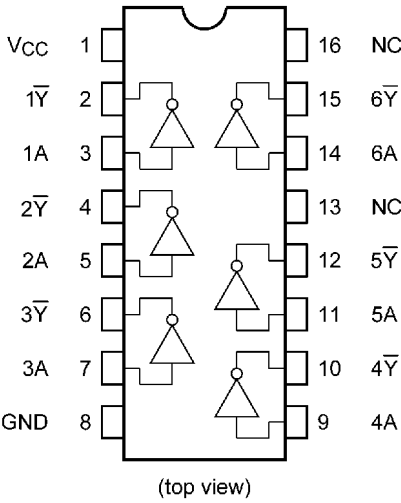 VCC 1 16 NC
1Y̅ 2 15 6Y̅
1A 3 14 6A
2Y̅ 4 13 NC
2A 5 12 5Y̅
3Y̅ 6 11 5A
3A 7 10 4Y̅
GND 8 9 4A
(top view)